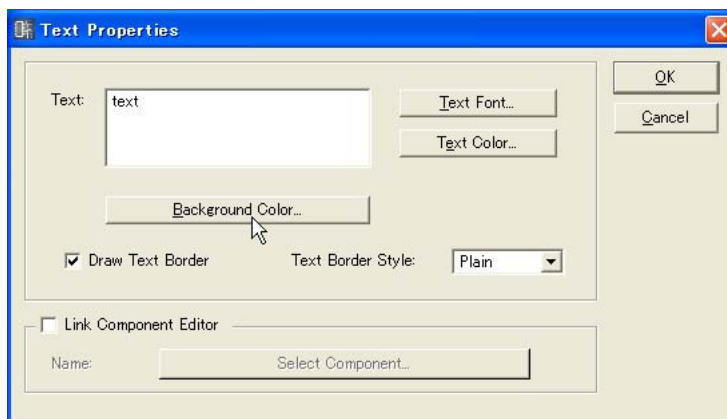 Text Properties
OK
Text:
text
Text Font...
Cancel
Text Color...
Background Color...
Draw Text Border
Text Border Style:
Plain
Link Component Editor
Name:
Select Component...